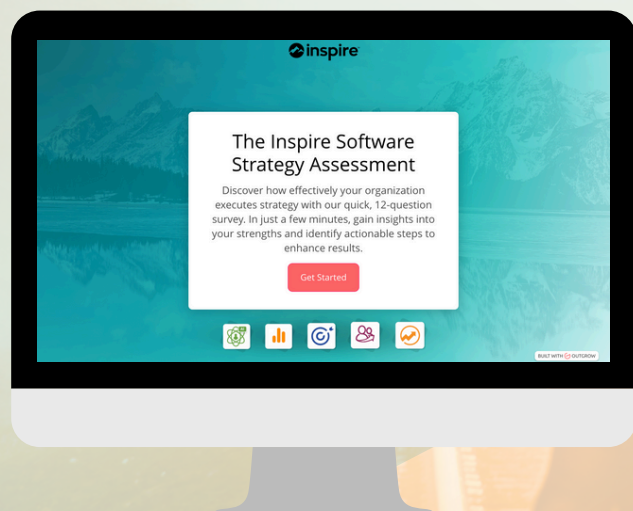 inspire
The Inspire Software
Strategy Assessment
Discover how effectively your organization
executes strategy with our quick, 12-question
survey. In just a few minutes, gain insights into
your strengths and identify actionable steps to
enhance results.
Get Started
BUILT WITH OUTGROW